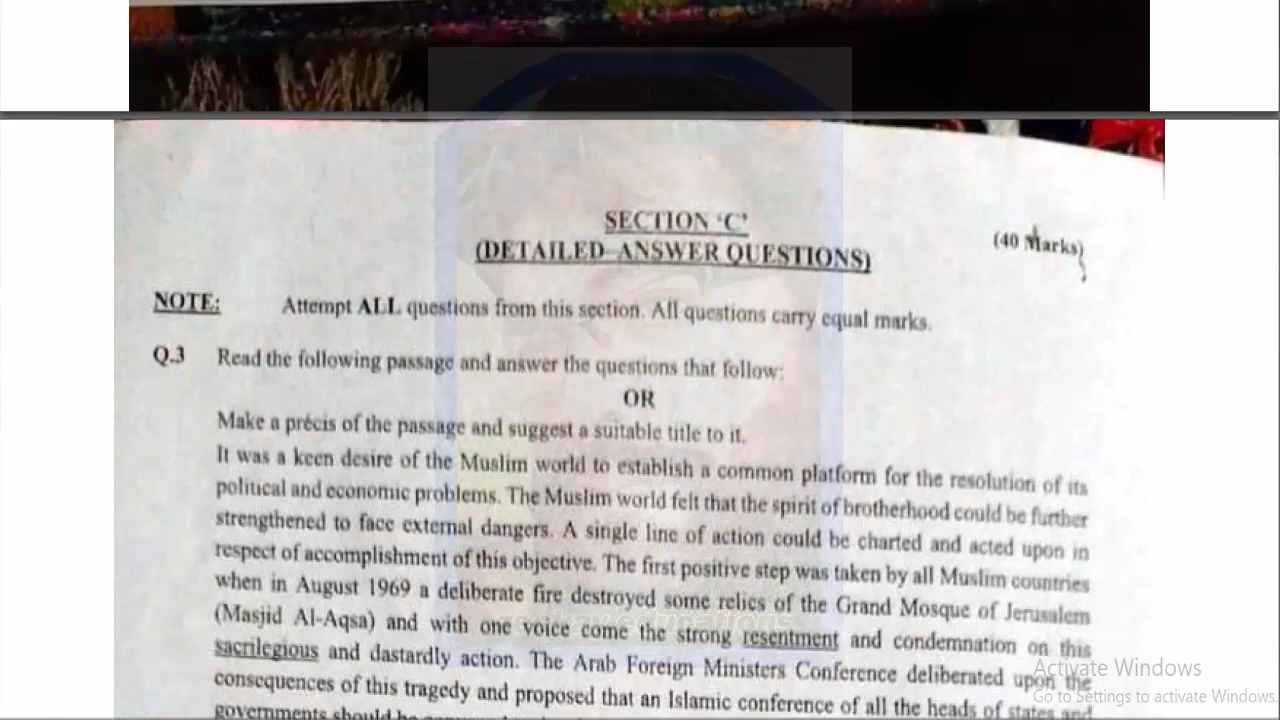 SECTION ‘C’
(DETAILED–ANSWER QUESTIONS)
(40 Marks)
NOTE: Attempt ALL questions from this section. All questions carry equal marks.
Q.3 Read the following passage and answer the questions that follow:
OR
Make a précis of the passage and suggest a suitable title to it.
It was a keen desire of the Muslim world to establish a common platform for the resolution of its
political and economic problems. The Muslim world felt that the spirit of brotherhood could be further
strengthened to face external dangers. A single line of action could be charted and acted upon in
respect of accomplishment of this objective. The first positive step was taken by all Muslim countries
when in August 1969 a deliberate fire destroyed some relics of the Grand Mosque of Jerusalem
(Masjid Al-Aqsa) and with one voice come the strong resentment and condemnation on this
sacrilegious and dastardly action. The Arab Foreign Ministers Conference deliberated upon the
consequences of this tragedy and proposed that an Islamic conference of all the heads of states and
governments should be
Activate Windows
Go to Settings to activate Windows.